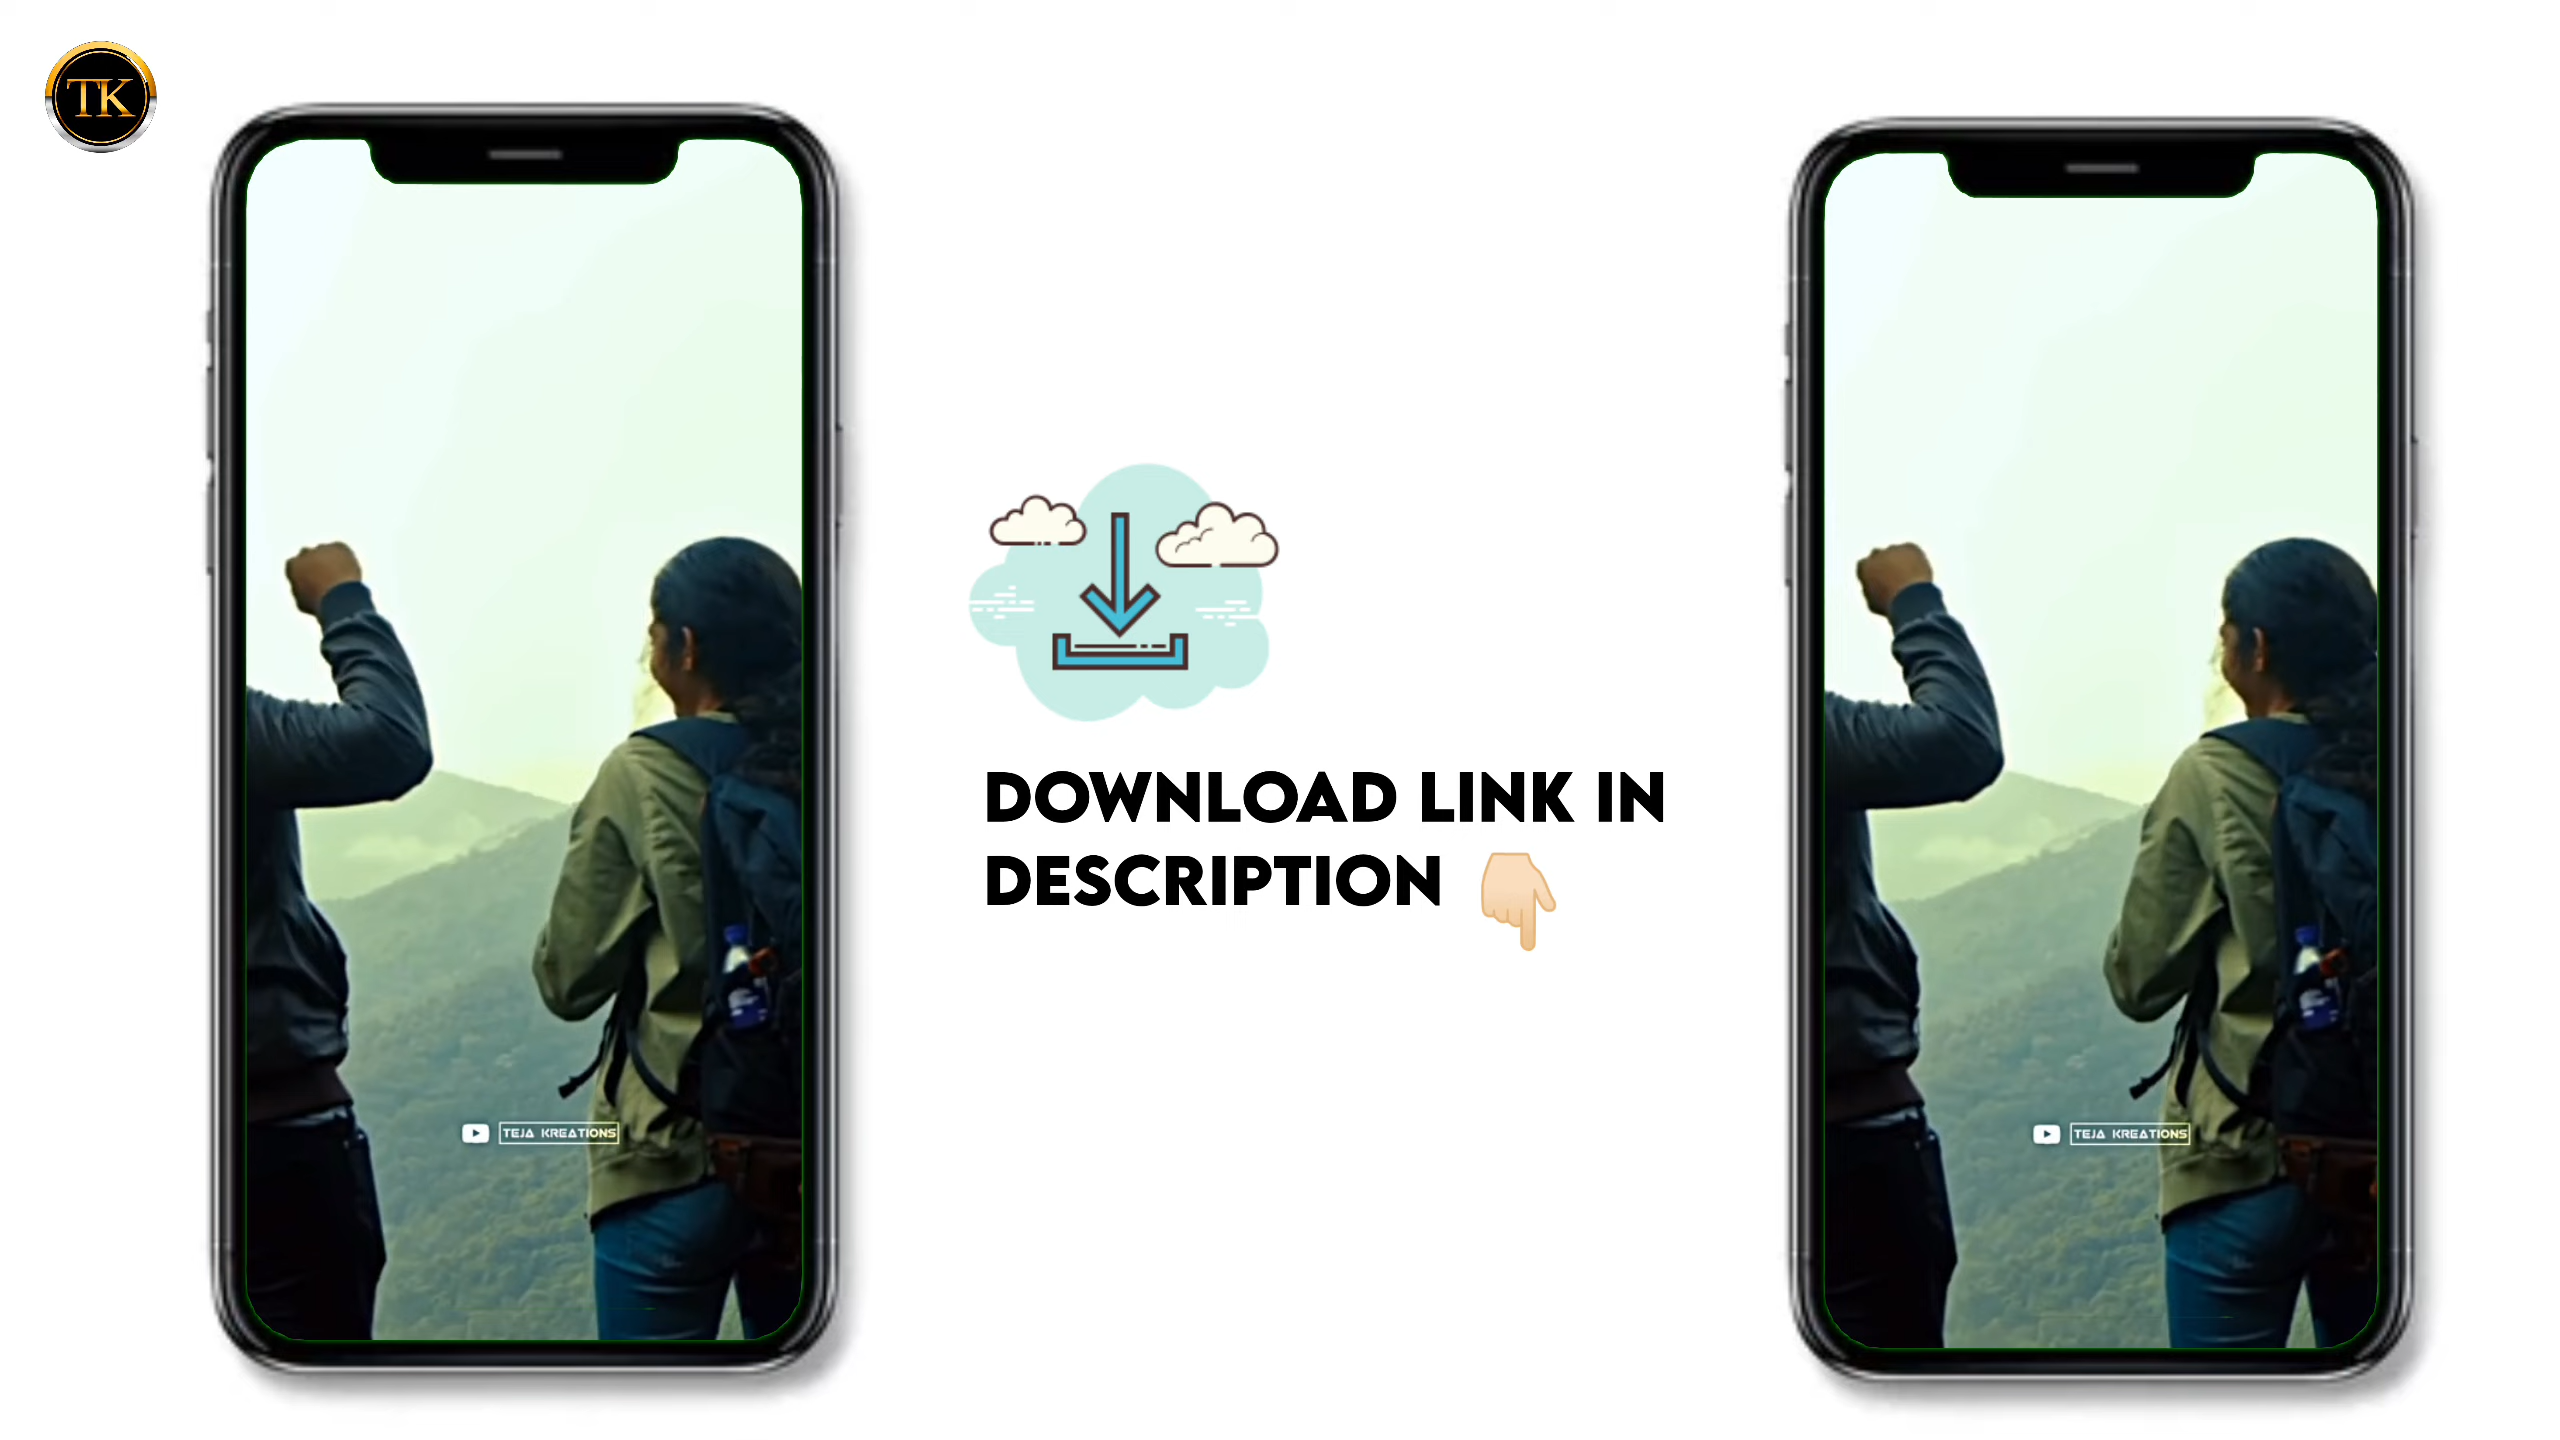 TK
DOWNLOAD LINK IN
DESCRIPTION 👇🏻
TEJA KREATIONS
TEJA KREATIONS